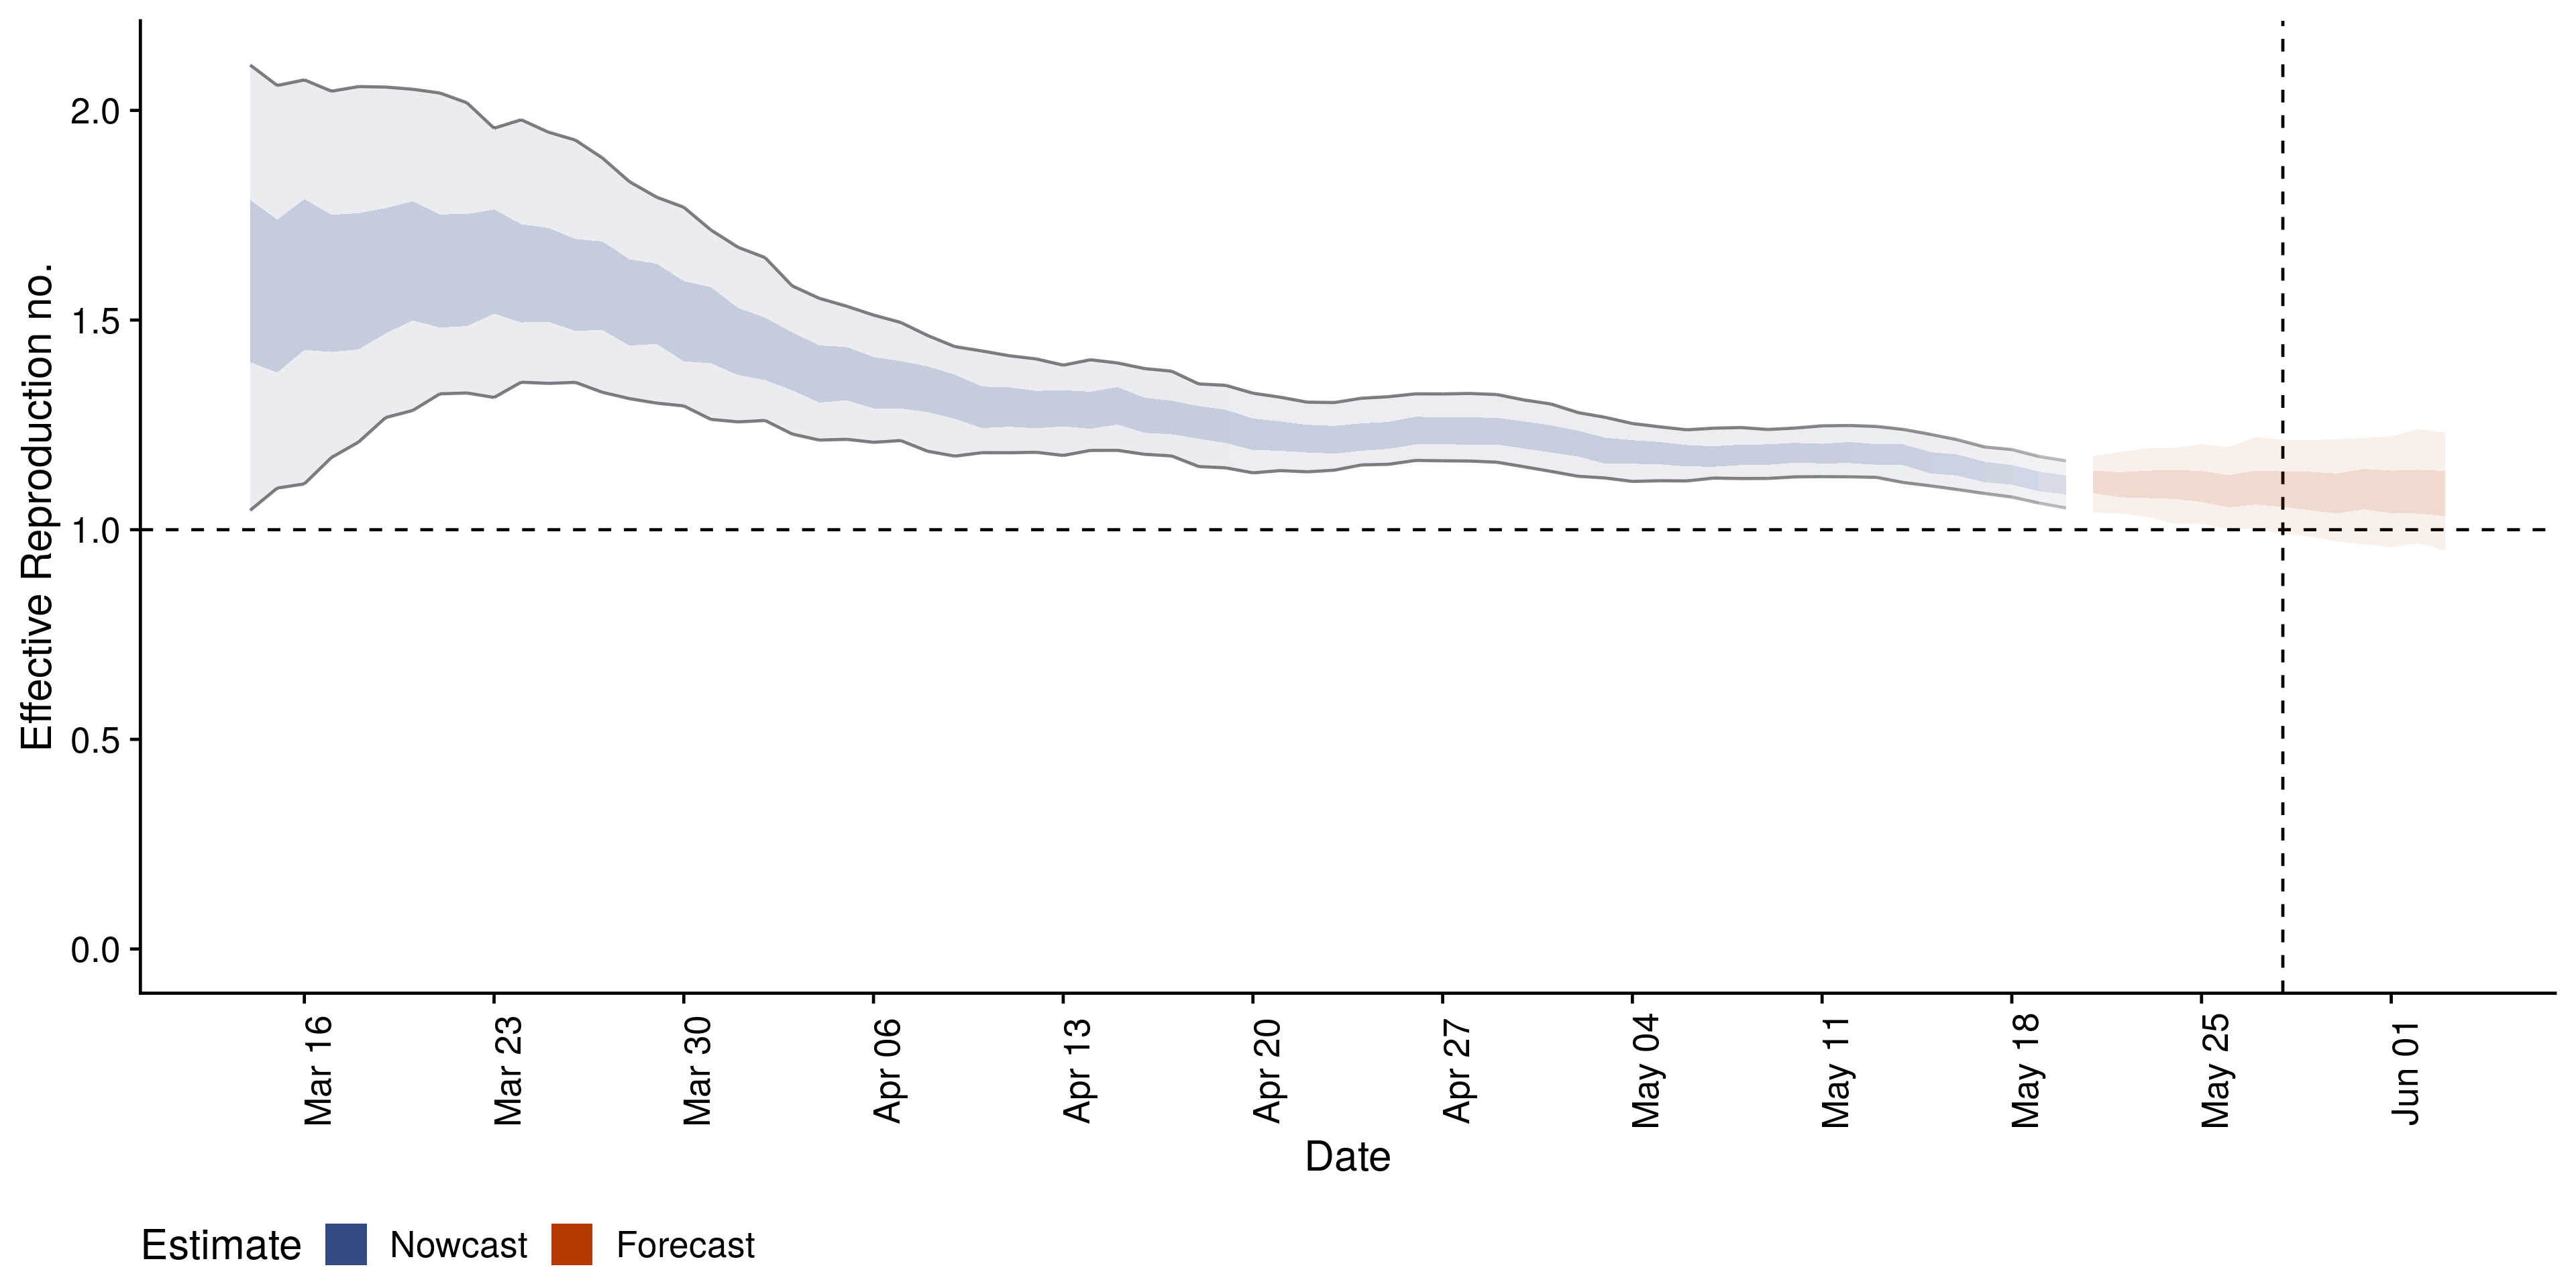 Effective Reproduction no.
2.0
1.5
1.0
0.5
0.0
Mar 16
Mar 23
Mar 30
Apr 06
Apr 13
Apr 20
Apr 27
May 04
May 11
May 18
May 25
Jun 01
Date
Estimate Nowcast Forecast